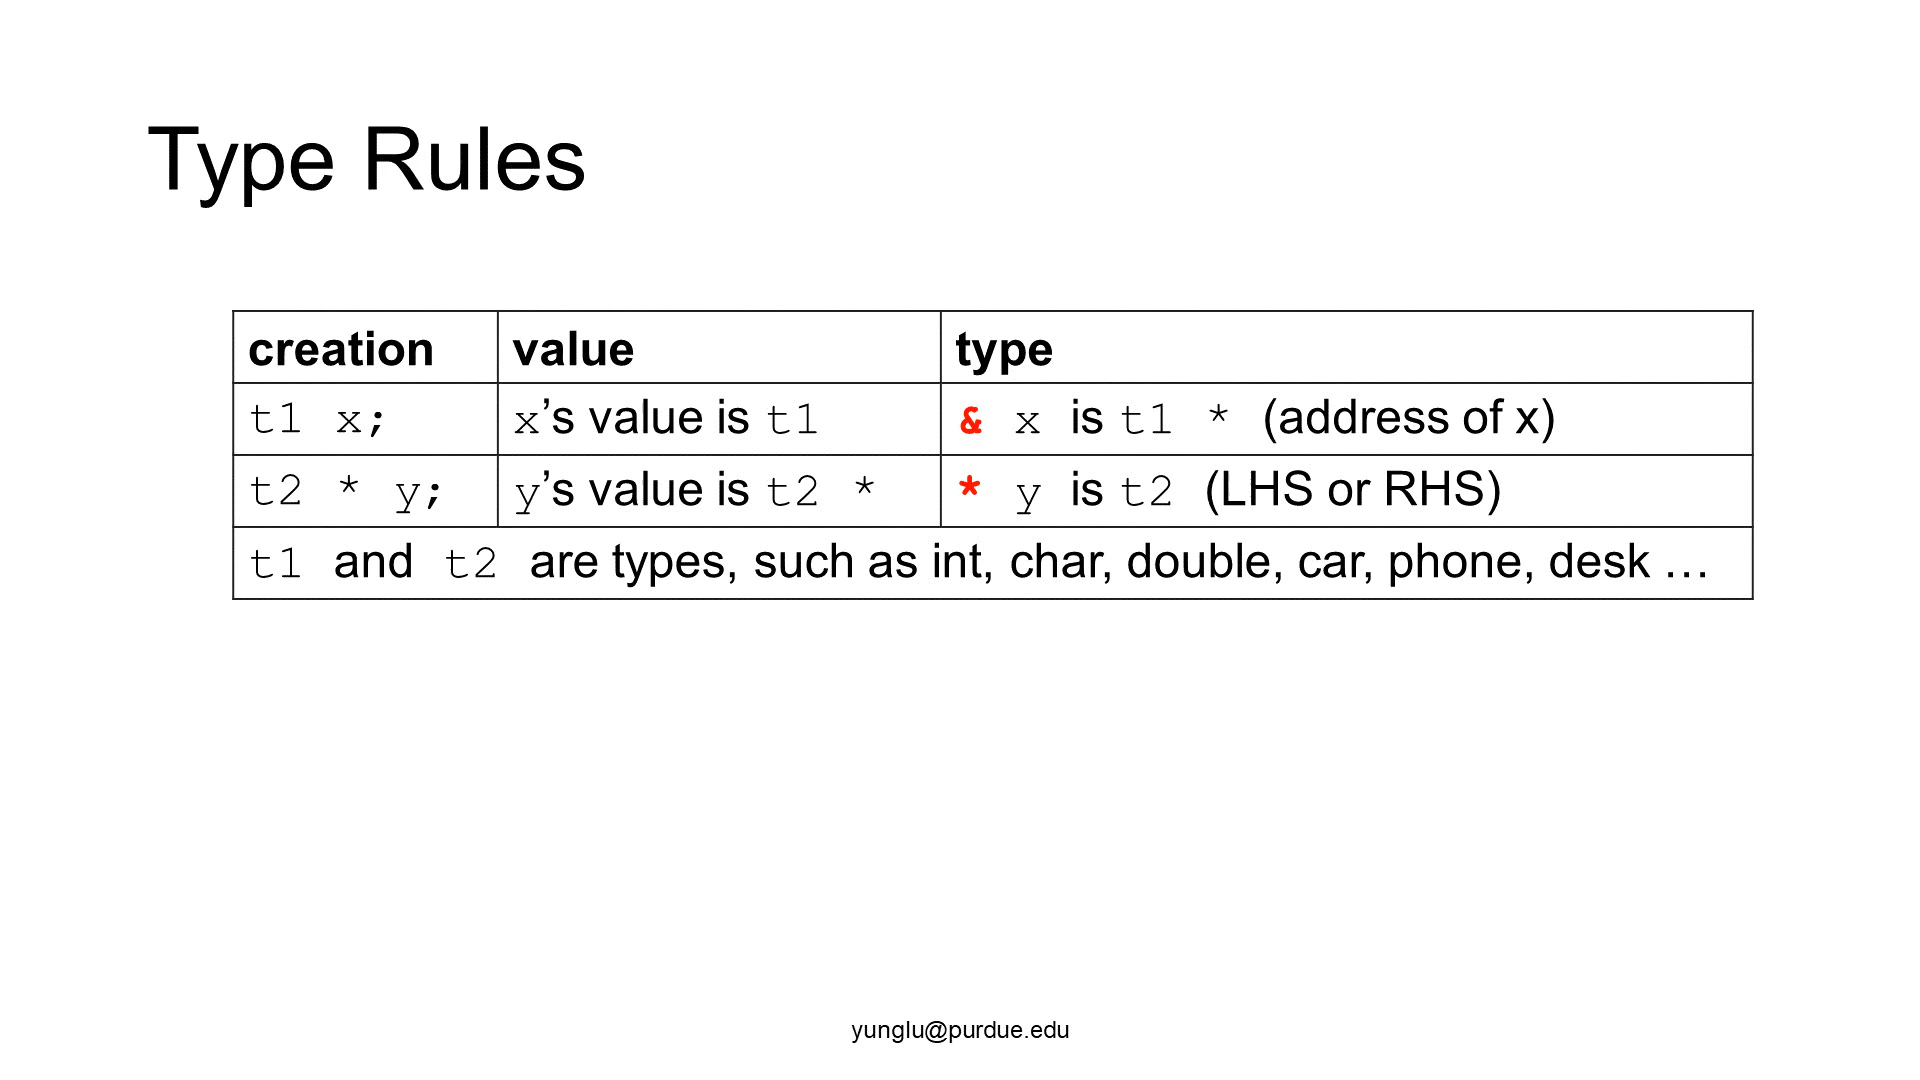 Type Rules
creation value type
t1 x; x’s value is t1 & x is t1 * (address of x)
t2 * y; y’s value is t2 * * y is t2 (LHS or RHS)
t1 and t2 are types, such as int, char, double, car, phone, desk …
yunglu@purdue.edu